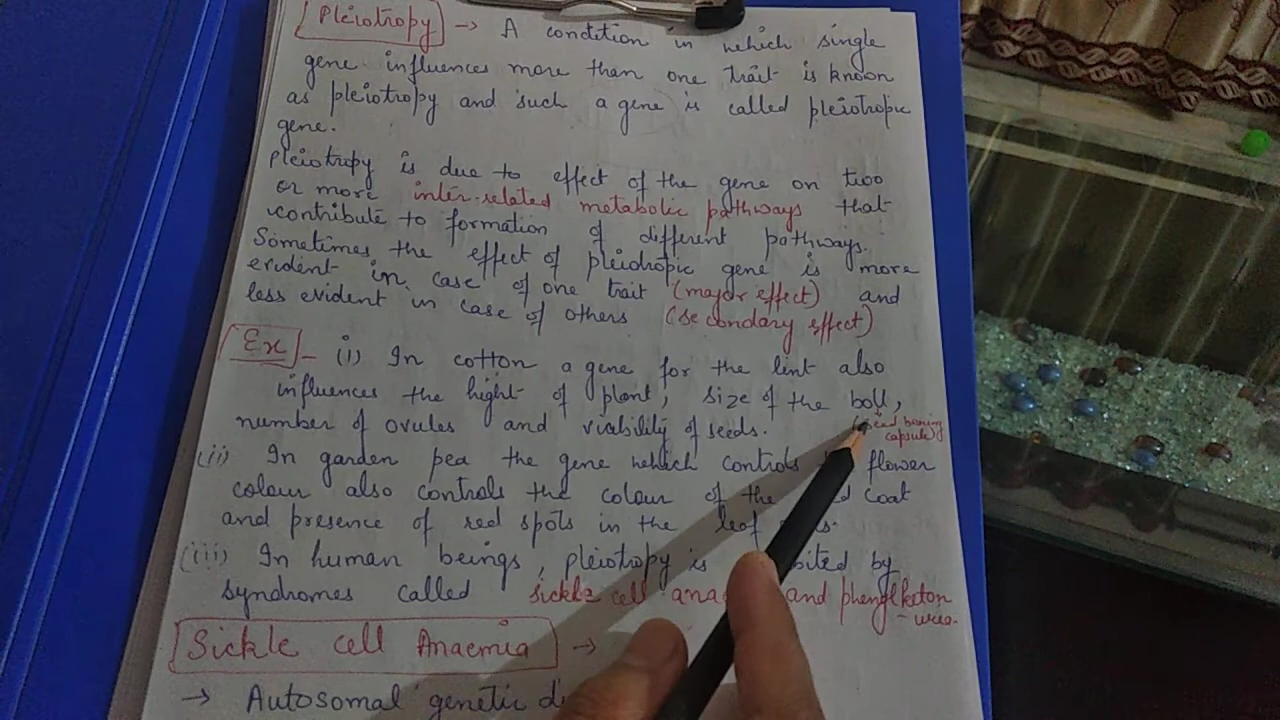 Pleiotropy → A condition in which single
gene influences more than one trait is known
as pleiotropy and such a gene is called pleiotropic
gene.
Pleiotropy is due to effect of the gene on two
or more inter-related metabolic pathways that
contribute to formation of different pathways.
Sometimes the effect of pleiotropic gene is more
evident in case of one trait (major effect) and
less evident in case of others (secondary effect)
Ex - (i) In cotton a gene for the lint also
influences the hight of plant, size of the boll,
number of ovules and viability of seeds.
bearing
capsule)
(ii) In garden pea the gene which controls flower
colour also controls the colour of the coat
and presence of red spots in the leaf
(iii) In human beings, pleiotropy is by
syndromes called sickle cell and phenylketon
-uria.
Sickle cell Anaemia →
→ Autosomal genetic